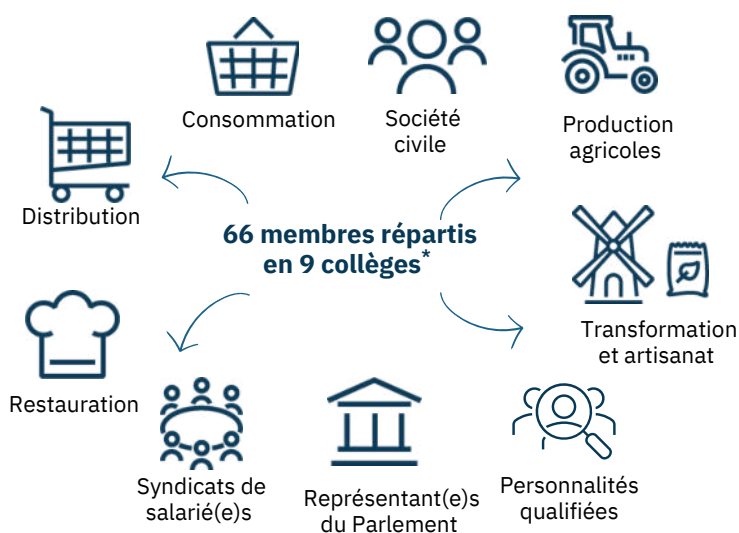 Consommation
Société
civile
Production
agricoles
Distribution
66 membres répartis
en 9 collèges*
Transformation
et artisanat
Restauration
Syndicats de
salarié(e)s
Représentant(e)s
du Parlement
Personnalités
qualifiées